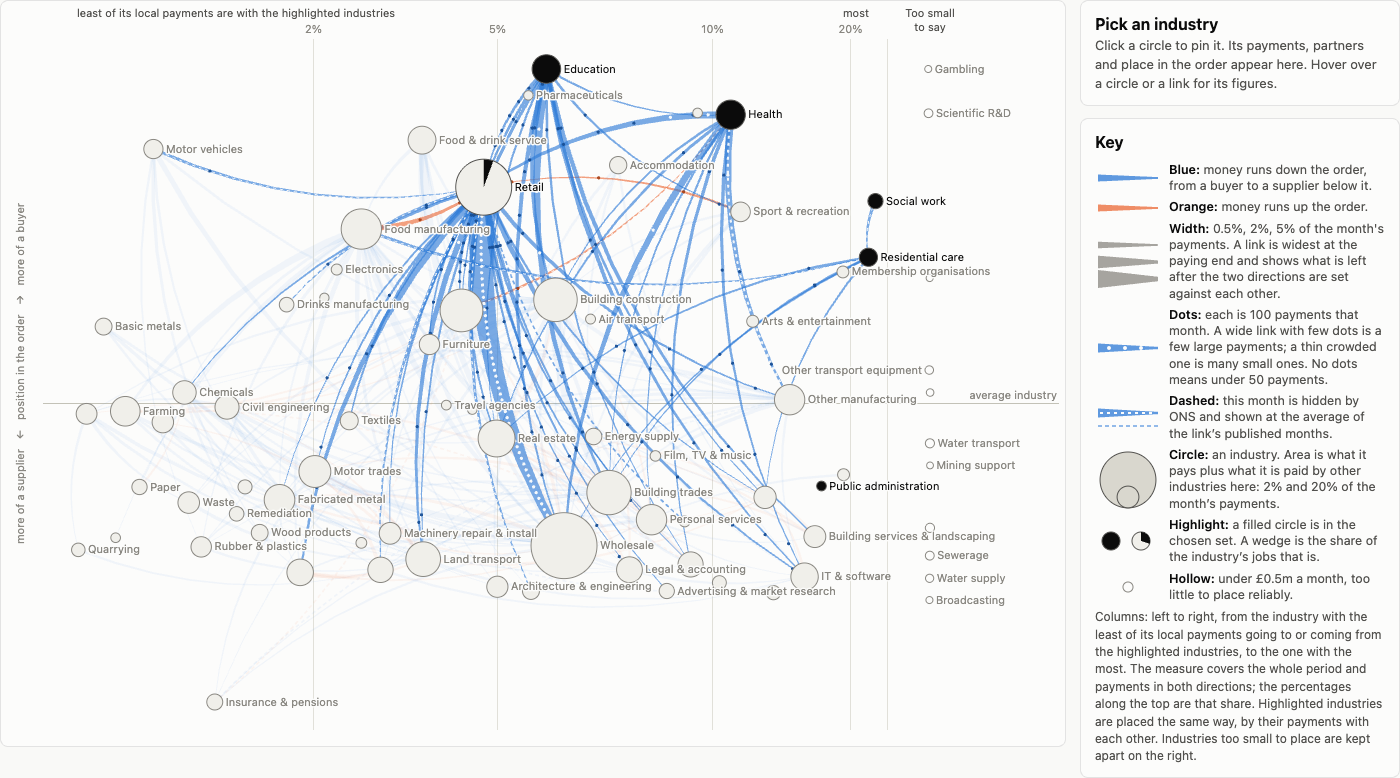 least of its local payments are with the highlighted industries
most
Too small
to say
2%
5%
10%
20%
more of a supplier ← position in the order → more of a buyer
Education
Gambling
Pharmaceuticals
Health
Scientific R&D
Food & drink service
Motor vehicles
Accommodation
Retail
Social work
Sport & recreation
Food manufacturing
Residential care
Electronics
Membership organisations
Drinks manufacturing
Building construction
Air transport
Arts & entertainment
Basic metals
Furniture
Other transport equipment
Chemicals
average industry
Other manufacturing
Travel agencies
Farming
Civil engineering
Textiles
Real estate
Energy supply
Water transport
Film, TV & music
Mining support
Motor trades
Paper
Public administration
Building trades
Waste
Fabricated metal
Remediation
Personal services
Wood products
Machinery repair & install
Building services & landscaping
Quarrying
Rubber & plastics
Wholesale
Land transport
Sewerage
Legal & accounting
IT & software
Water supply
Architecture & engineering
Advertising & market research
Broadcasting
Insurance & pensions
Pick an industry
Click a circle to pin it. Its payments, partners
and place in the order appear here. Hover over
a circle or a link for its figures.
Key
Blue: money runs down the order,
from a buyer to a supplier below it.
Orange: money runs up the order.
Width: 0.5%, 2%, 5% of the month's
payments. A link is widest at the
paying end and shows what is left
after the two directions are set
against each other.
Dots: each is 100 payments that
month. A wide link with few dots is a
few large payments; a thin crowded
one is many small ones. No dots
means under 50 payments.
Dashed: this month is hidden by
ONS and shown at the average of
the link's published months.
Circle: an industry. Area is what it
pays plus what it is paid by other
industries here: 2% and 20% of the
month's payments.
Highlight: a filled circle is in the
chosen set. A wedge is the share of
the industry's jobs that is.
Hollow: under £0.5m a month, too
little to place reliably.
Columns: left to right, from the industry with the
least of its local payments going to or coming from
the highlighted industries, to the one with the
most. The measure covers the whole period and
payments in both directions; the percentages
along the top are that share. Highlighted industries
are placed the same way, by their payments with
each other. Industries too small to place are kept
apart on the right.